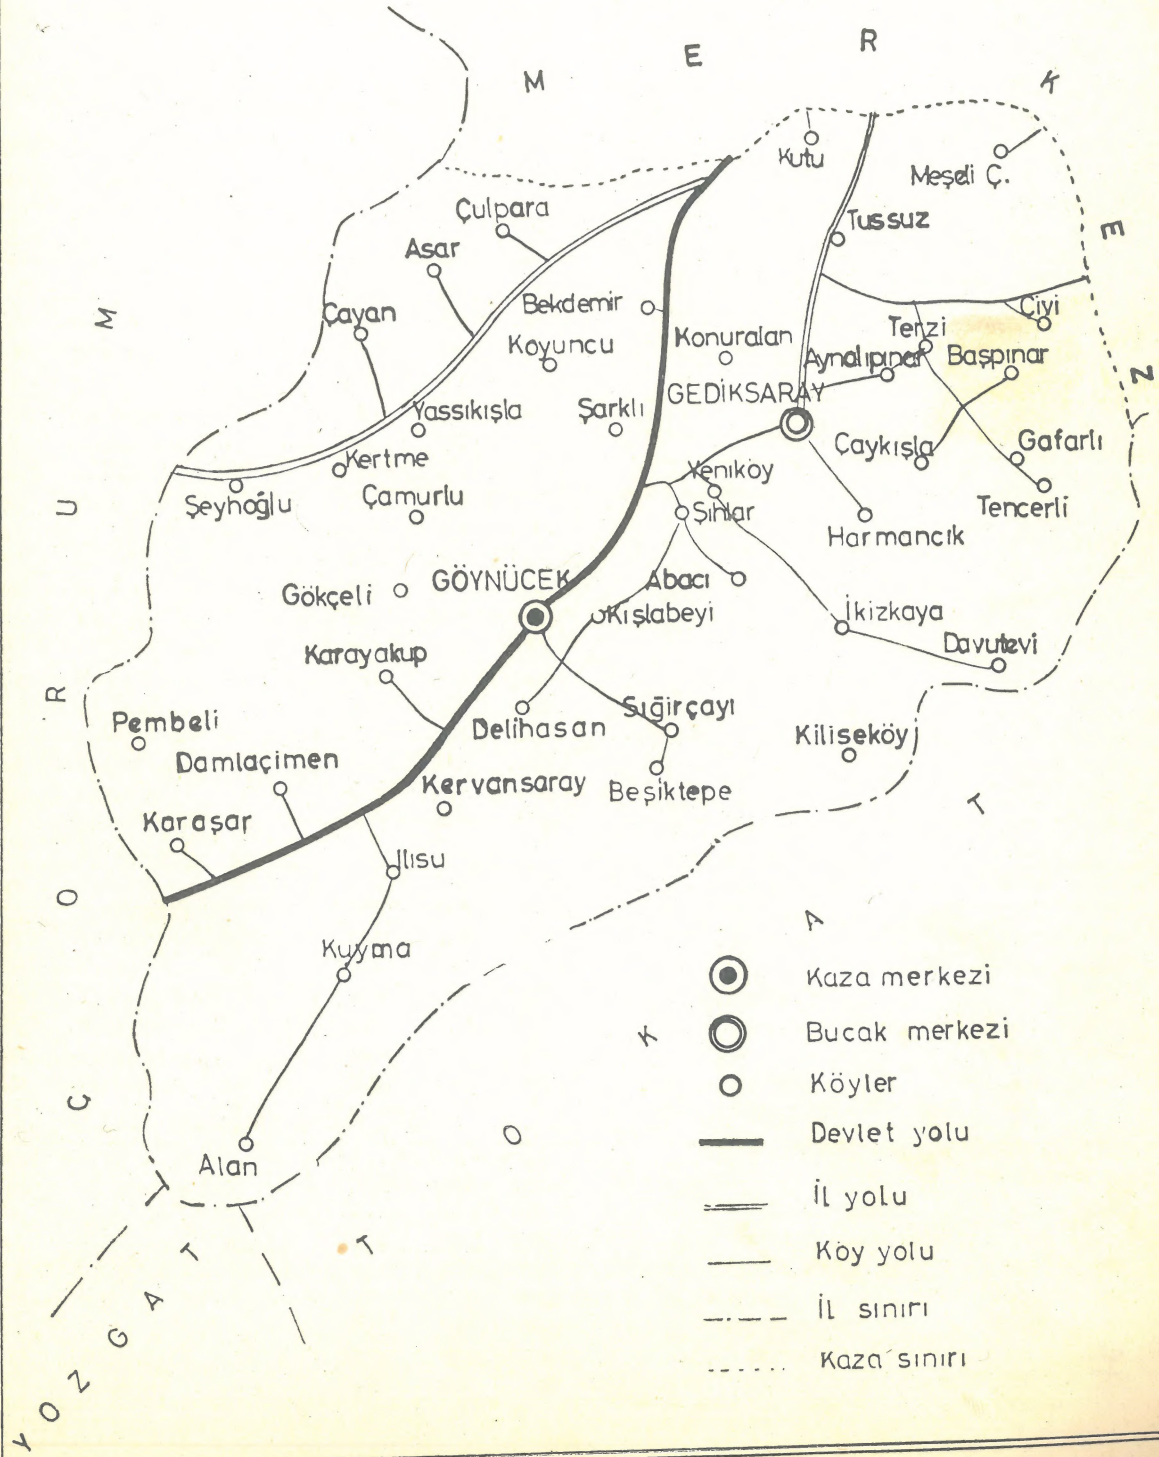 MERKEZ
Kutu
Meşeli Ç.
Çulpara
Tussuz
Asar
Bekdemir
Çayan
Çivi
Terzi
Konuralan
Koyuncu
Aynalıpınar
Başpınar
GEDİKSARAY
Yassıkışla
Şarklı
Çaykışla
Gafarlı
Kertme
Yeniköy
Şeyhoğlu
Çamurlu
Şıhlar
Tencerli
Harmancık
GÖYNÜCEK
Abacı
Gökçeli
Kışlabeyi
İkizkaya
Davutevi
Karayakup
Pembeli
Delihasan
Sığırçayı
Kiliseköy
Damlaçimen
Kervansaray
Beşiktepe
Karaşar
Ilısu
Kuyma
Alan
ÇORUM
TOKAT
YOZGAT
Kaza merkezi
Bucak merkezi
Köyler
Devlet yolu
İl yolu
Köy yolu
İl sınırı
Kaza sınırı